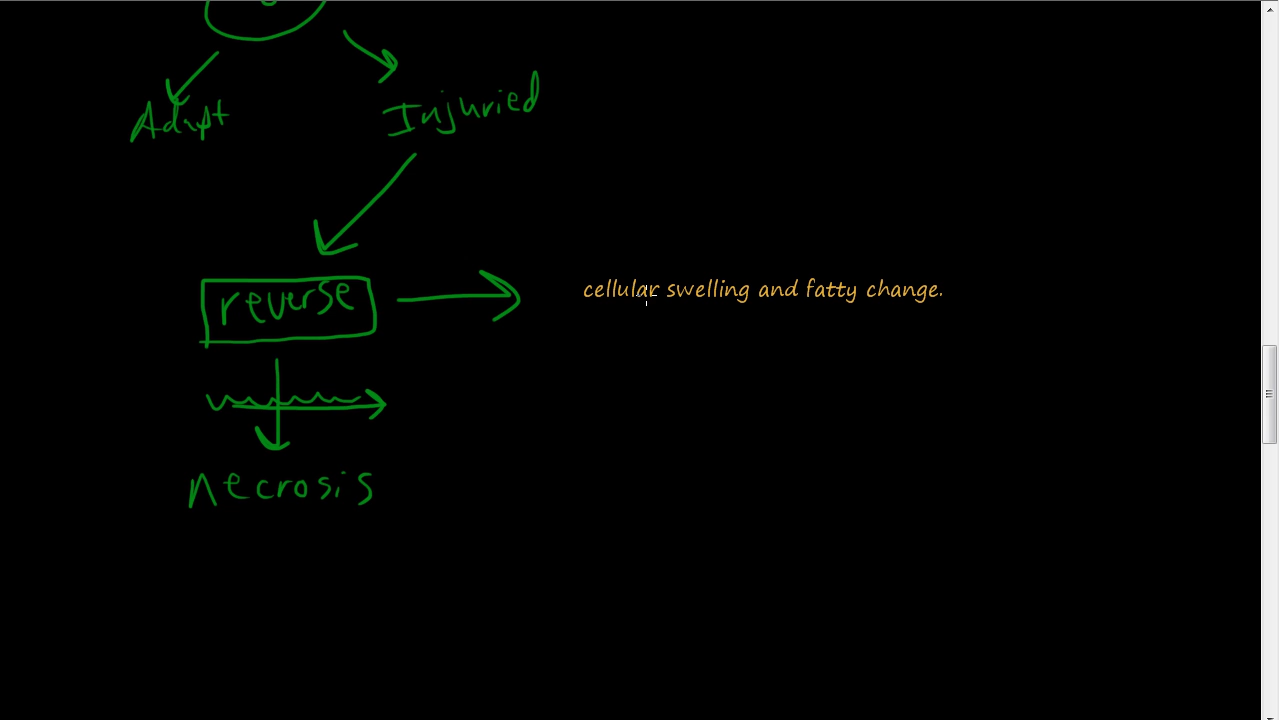 Adapt
Injuried
reverse
cellular swelling and fatty change.
necrosis